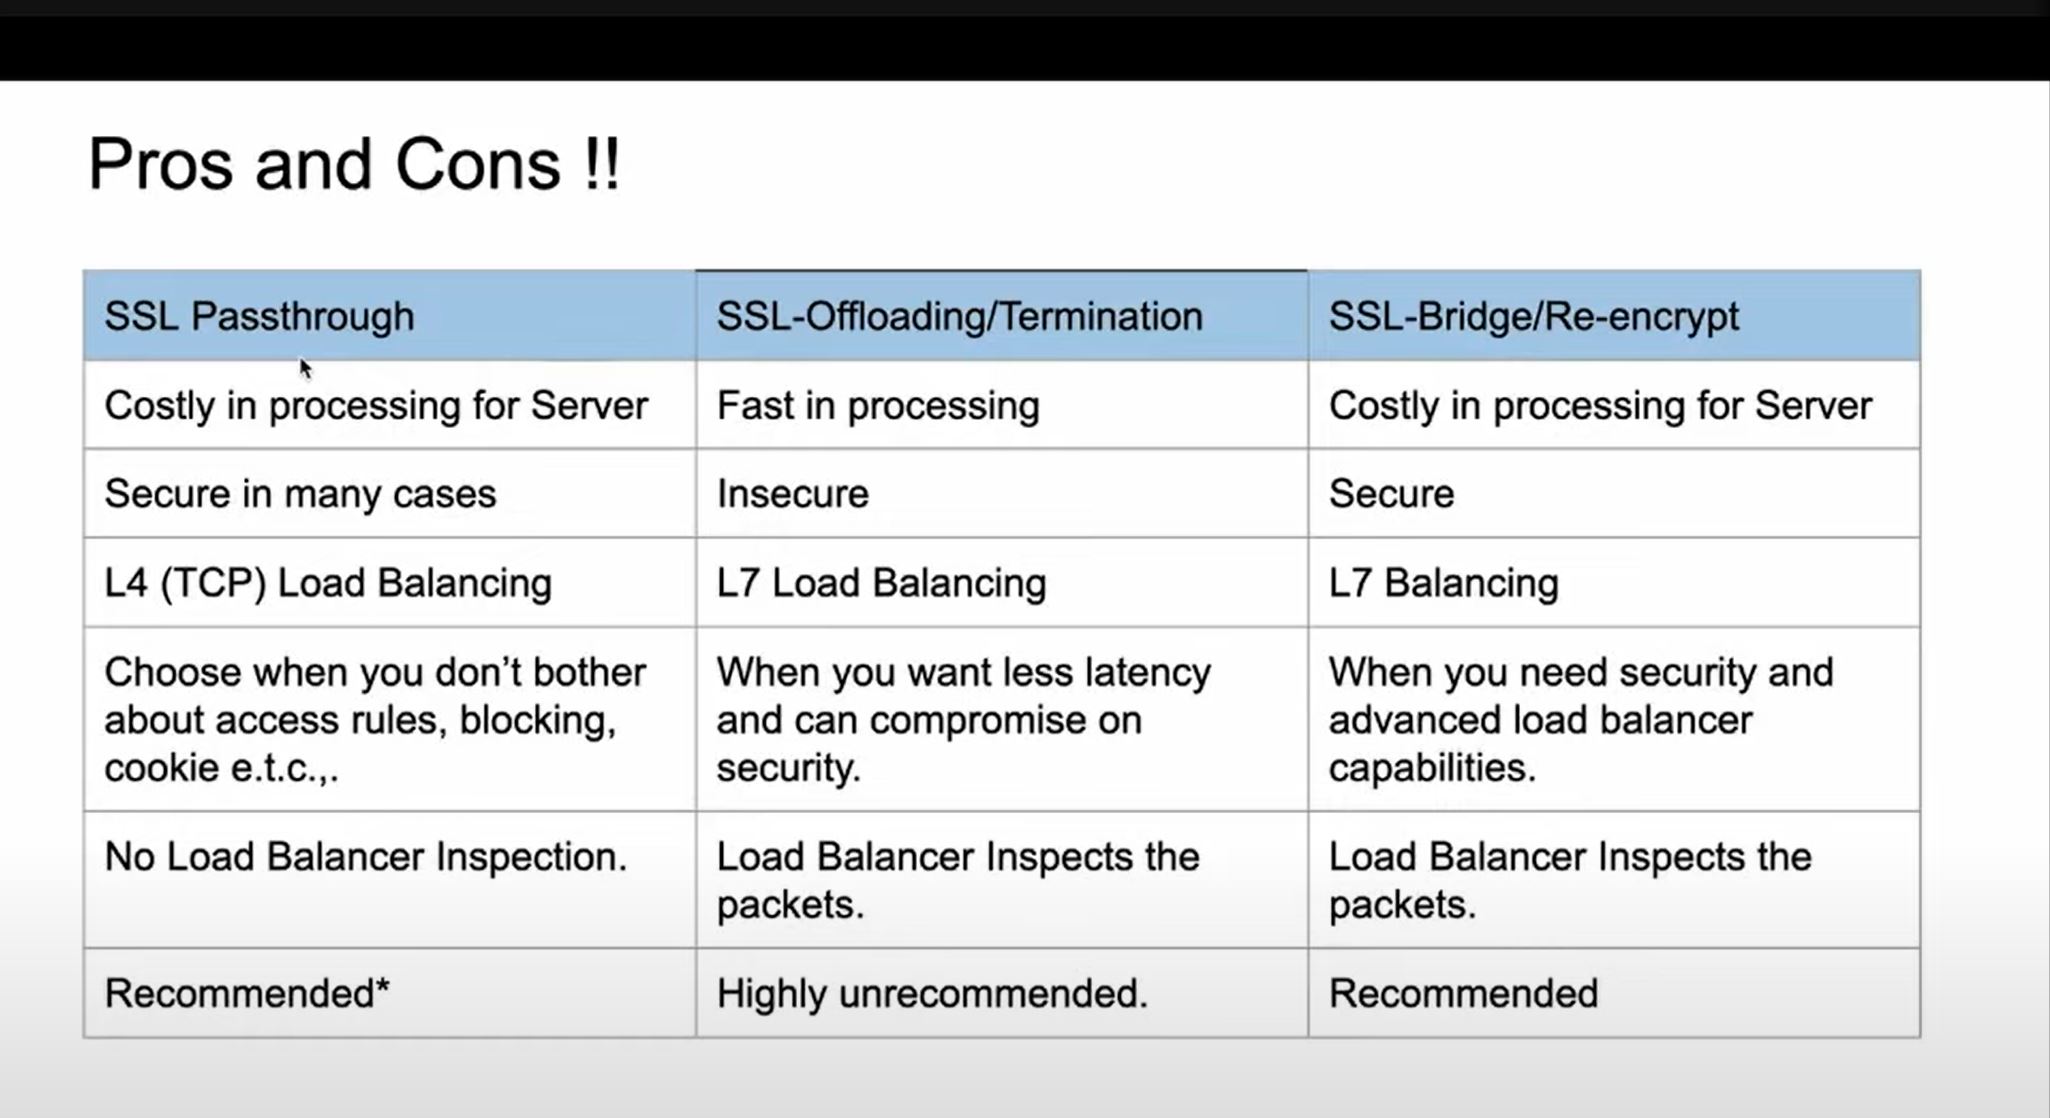 Pros and Cons !!
SSL Passthrough
SSL-Offloading/Termination
SSL-Bridge/Re-encrypt
Costly in processing for Server
Fast in processing
Costly in processing for Server
Secure in many cases
Insecure
Secure
L4 (TCP) Load Balancing
L7 Load Balancing
L7 Balancing
Choose when you don’t bother
about access rules, blocking,
cookie e.t.c.,.
When you want less latency
and can compromise on
security.
When you need security and
advanced load balancer
capabilities.
No Load Balancer Inspection.
Load Balancer Inspects the
packets.
Load Balancer Inspects the
packets.
Recommended*
Highly unrecommended.
Recommended